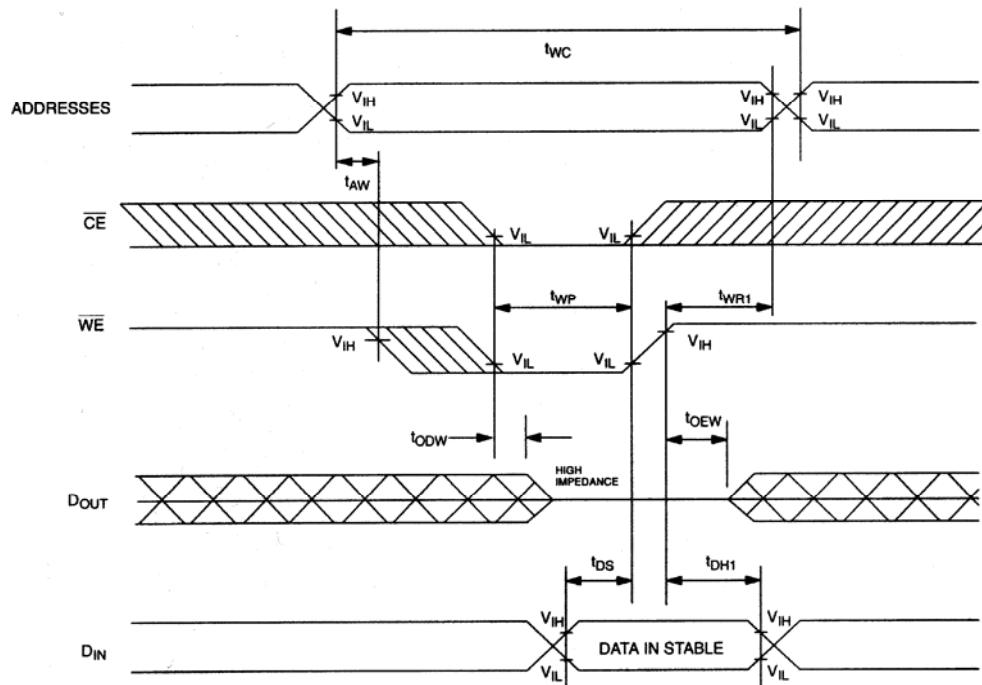 tWC
ADDRESSES
VIH
VIL
VIH
VIL
VIH
VIL
tAW
CE
VIL
VIL
tWP
tWR1
WE
VIH
VIL
VIL
VIH
tODW
tOEW
HIGH
IMPEDANCE
DOUT
tDS
tDH1
VIH
VIH
DIN
DATA IN STABLE
VIL
VIL